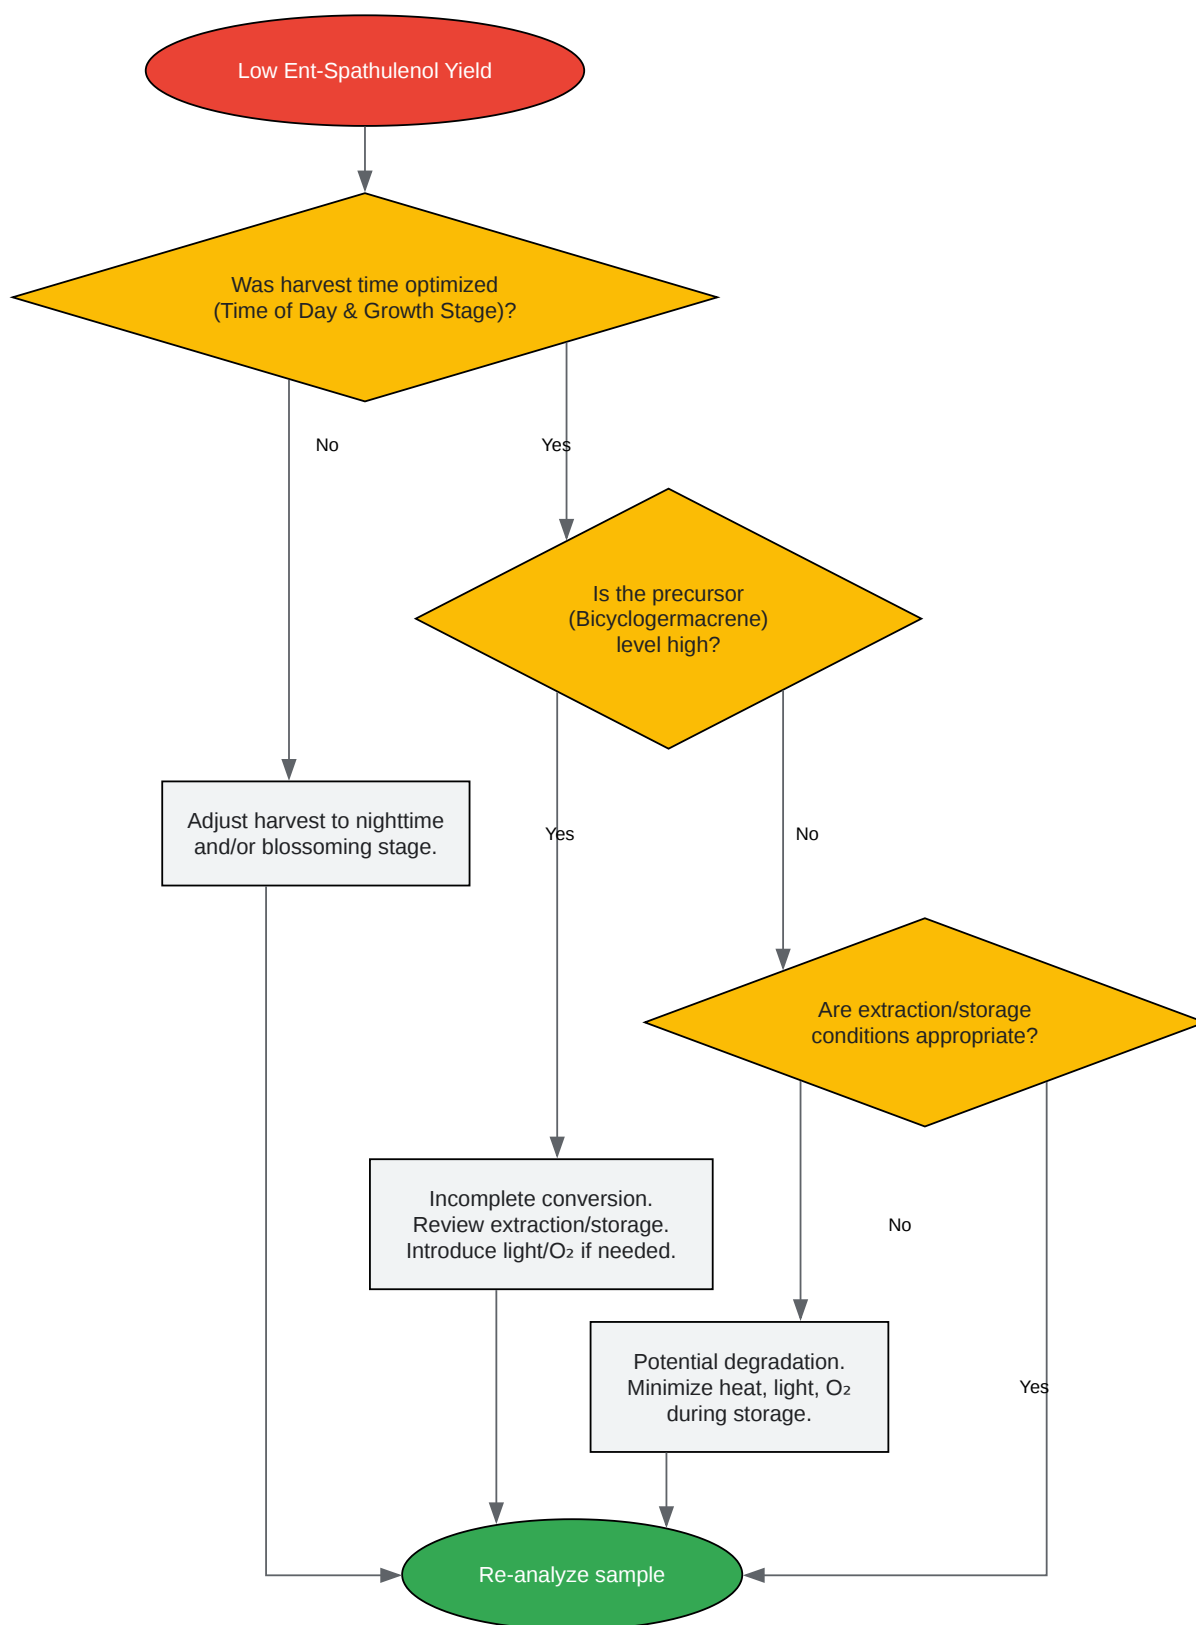 Low Ent-Spathulenol Yield
Was harvest time optimized
(Time of Day & Growth Stage)?
No
Yes
Is the precursor
(Bicyclogermacrene)
level high?
Adjust harvest to nighttime
and/or blossoming stage.
Yes
No
Are extraction/storage
conditions appropriate?
Incomplete conversion.
Review extraction/storage.
Introduce light/O₂ if needed.
No
Potential degradation.
Minimize heat, light, O₂
during storage.
Yes
Re-analyze sample